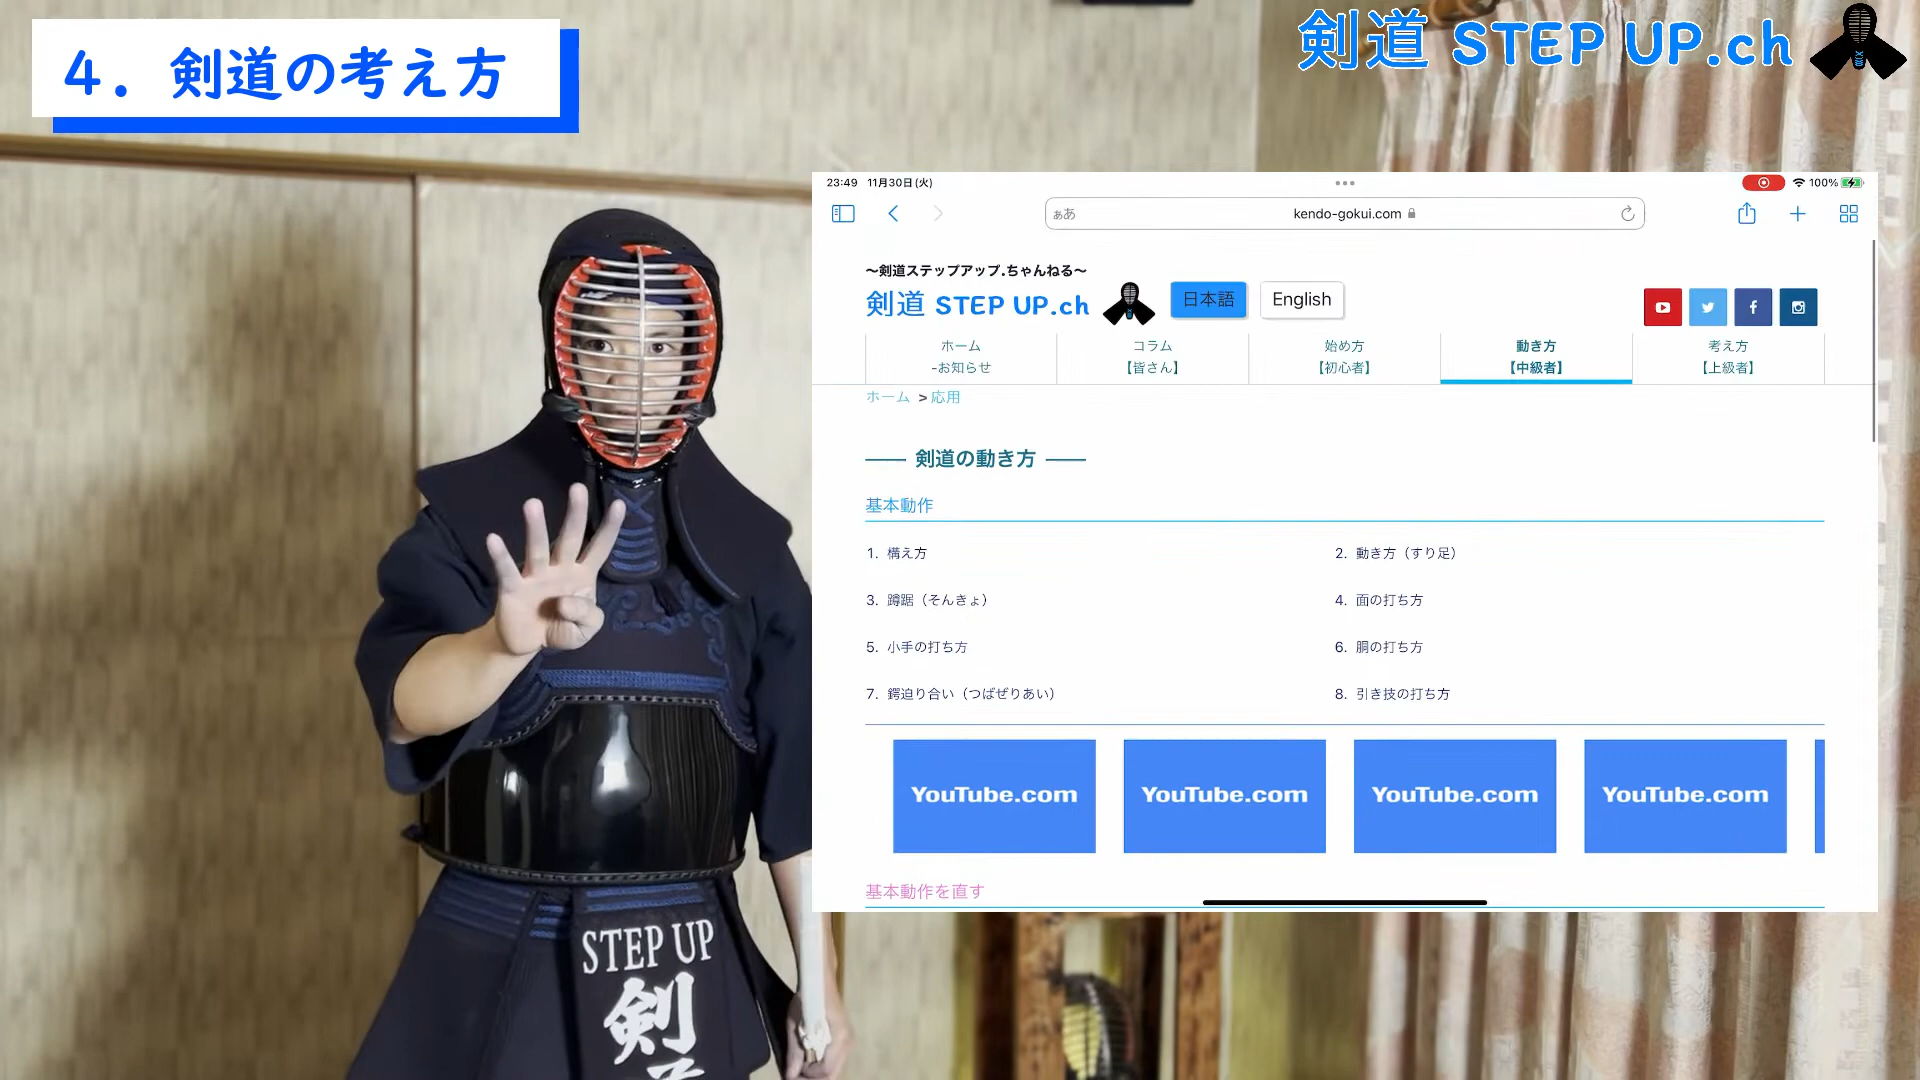 4. 剣道の考え方
剣道 STEP UP.ch
23:49 11月30日(火)
100%
ぁあ
kendo-gokui.com
～剣道ステップアップ.ちゃんねる～
剣道 STEP UP.ch
日本語
English
ホーム
-お知らせ
コラム
【皆さん】
始め方
【初心者】
動き方
【中級者】
考え方
【上級者】
ホーム >応用
剣道の動き方
基本動作
1. 構え方
2. 動き方（すり足）
3. 蹲踞（そんきょ）
4. 面の打ち方
5. 小手の打ち方
6. 胴の打ち方
7. 鍔迫り合い（つばぜりあい）
8. 引き技の打ち方
YouTube.com
YouTube.com
YouTube.com
YouTube.com
基本動作を直す
STEP UP
剣